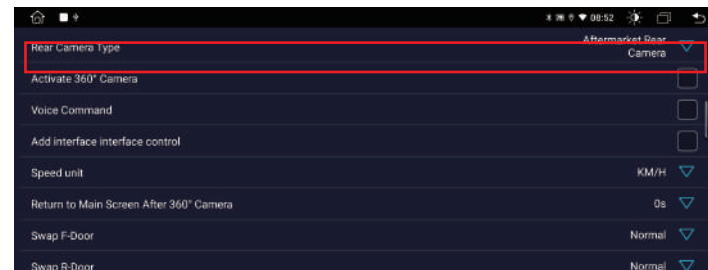 08:52
Aftermarket Rear
Rear Camera Type
Camera
Activate 360° Camera
Voice Command
Add interface interface control
Speed unit KM/H
Return to Main Screen After 360° Camera 0s
Swap F-Door Normal
Swap R-Door Normal